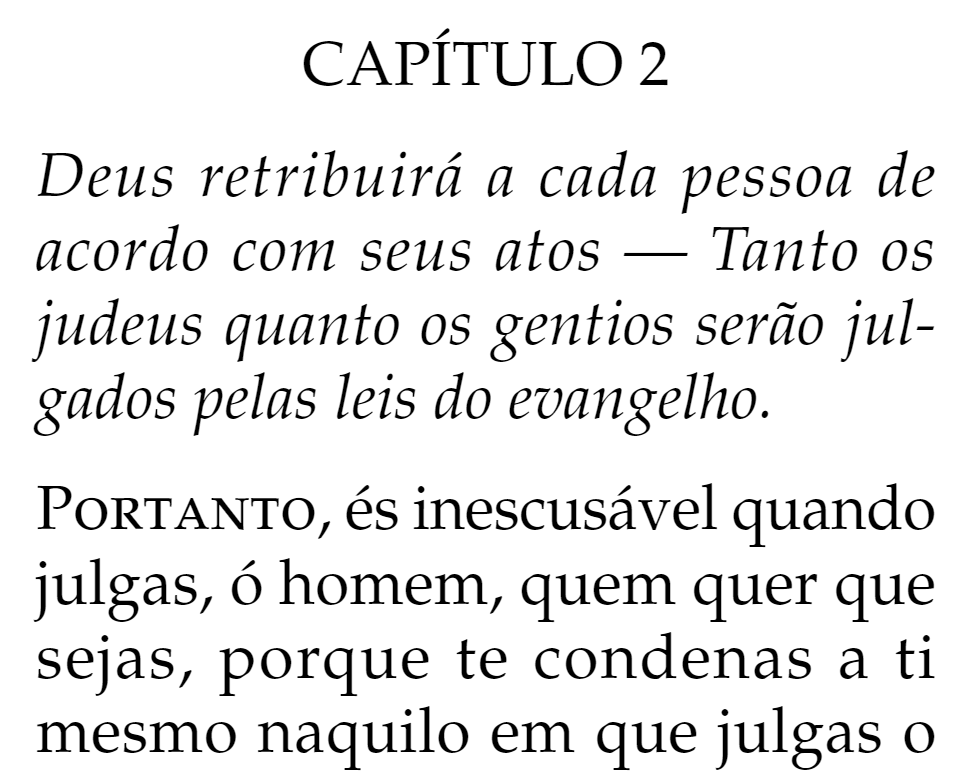 CAPÍTULO 2
Deus retribuirá a cada pessoa de
acordo com seus atos — Tanto os
judeus quanto os gentios serão jul-
gados pelas leis do evangelho.
PORTANTO, és inescusável quando
julgas, ó homem, quem quer que
sejas, porque te condenas a ti
mesmo naquilo em que julgas o